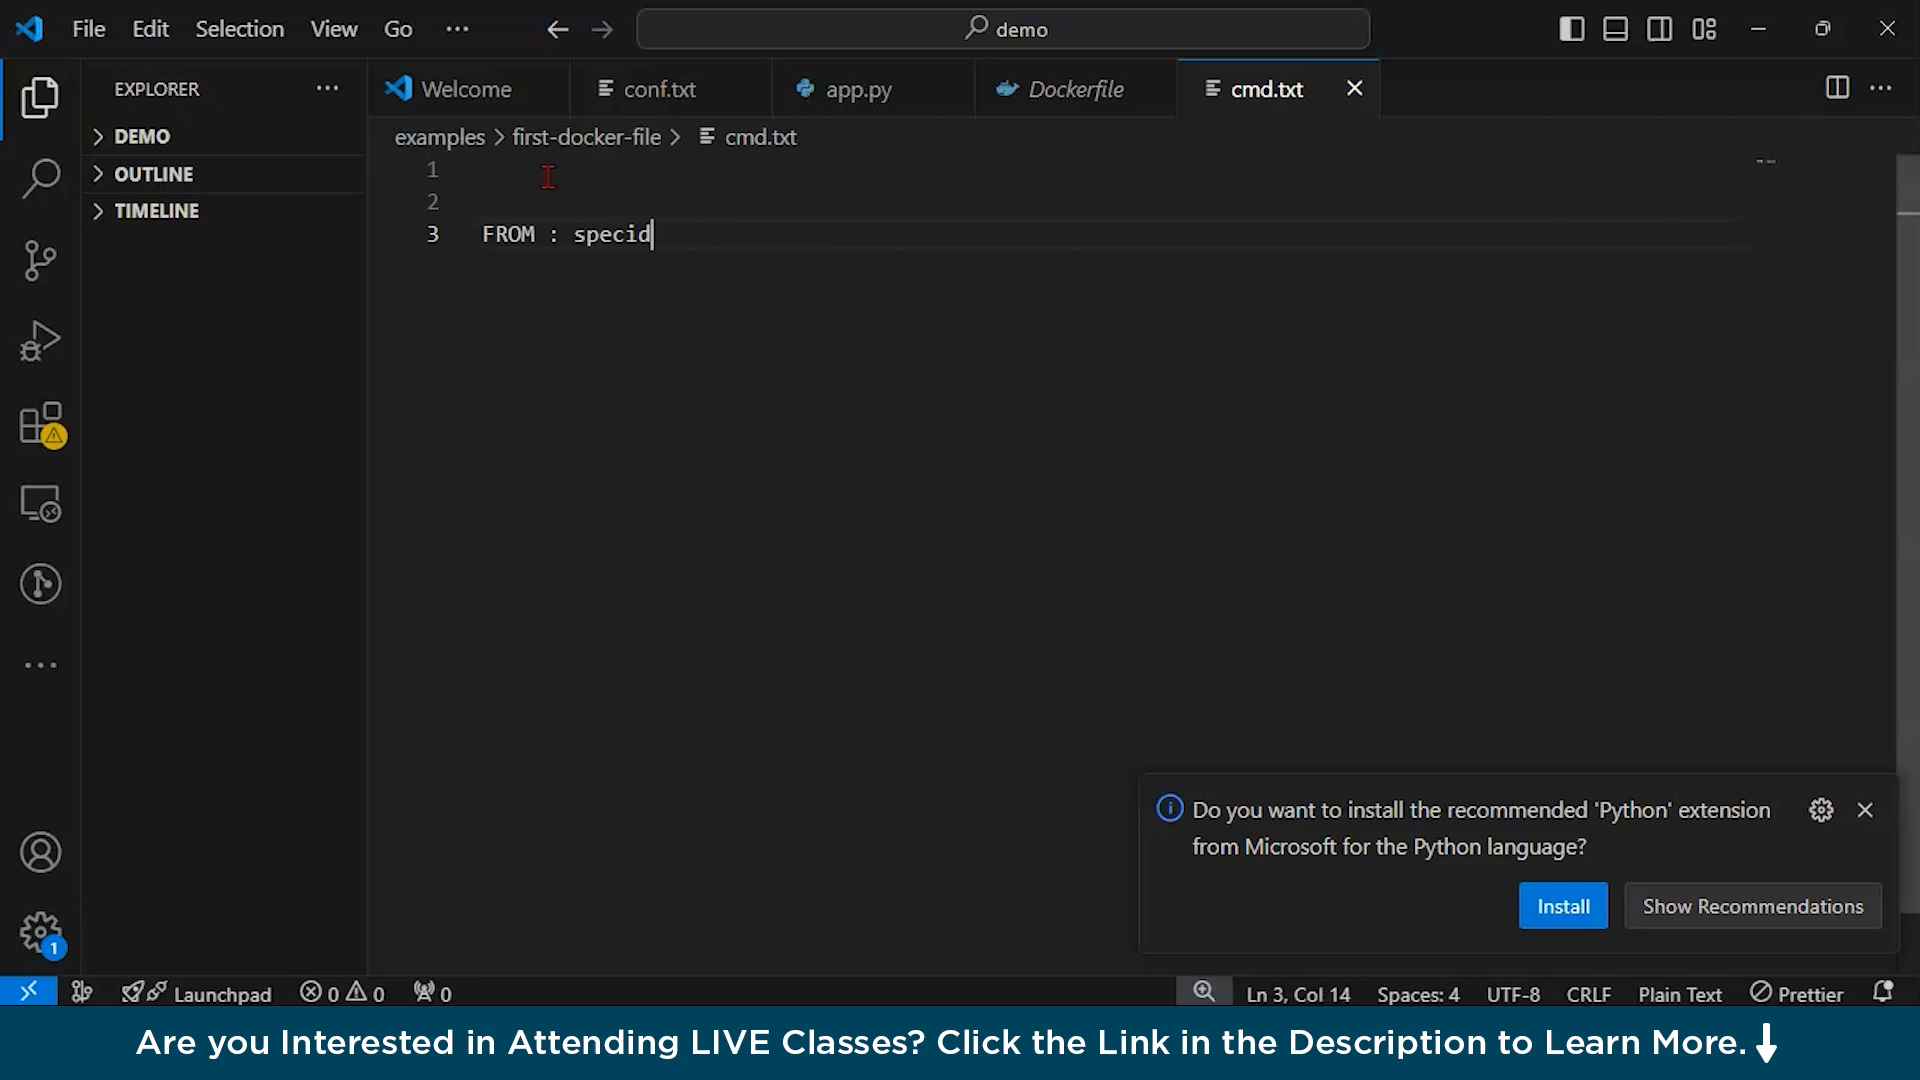 File Edit Selection View Go ··· demo
EXPLORER ···
Welcome conf.txt app.py Dockerfile cmd.txt
DEMO
OUTLINE
TIMELINE
examples > first-docker-file > cmd.txt
1
2
3 FROM : specid
Do you want to install the recommended 'Python' extension
from Microsoft for the Python language?
Install Show Recommendations
1
Launchpad 0 0 0 Ln 3, Col 14 Spaces: 4 UTF-8 CRLF Plain Text Prettier
Are you Interested in Attending LIVE Classes? Click the Link in the Description to Learn More.